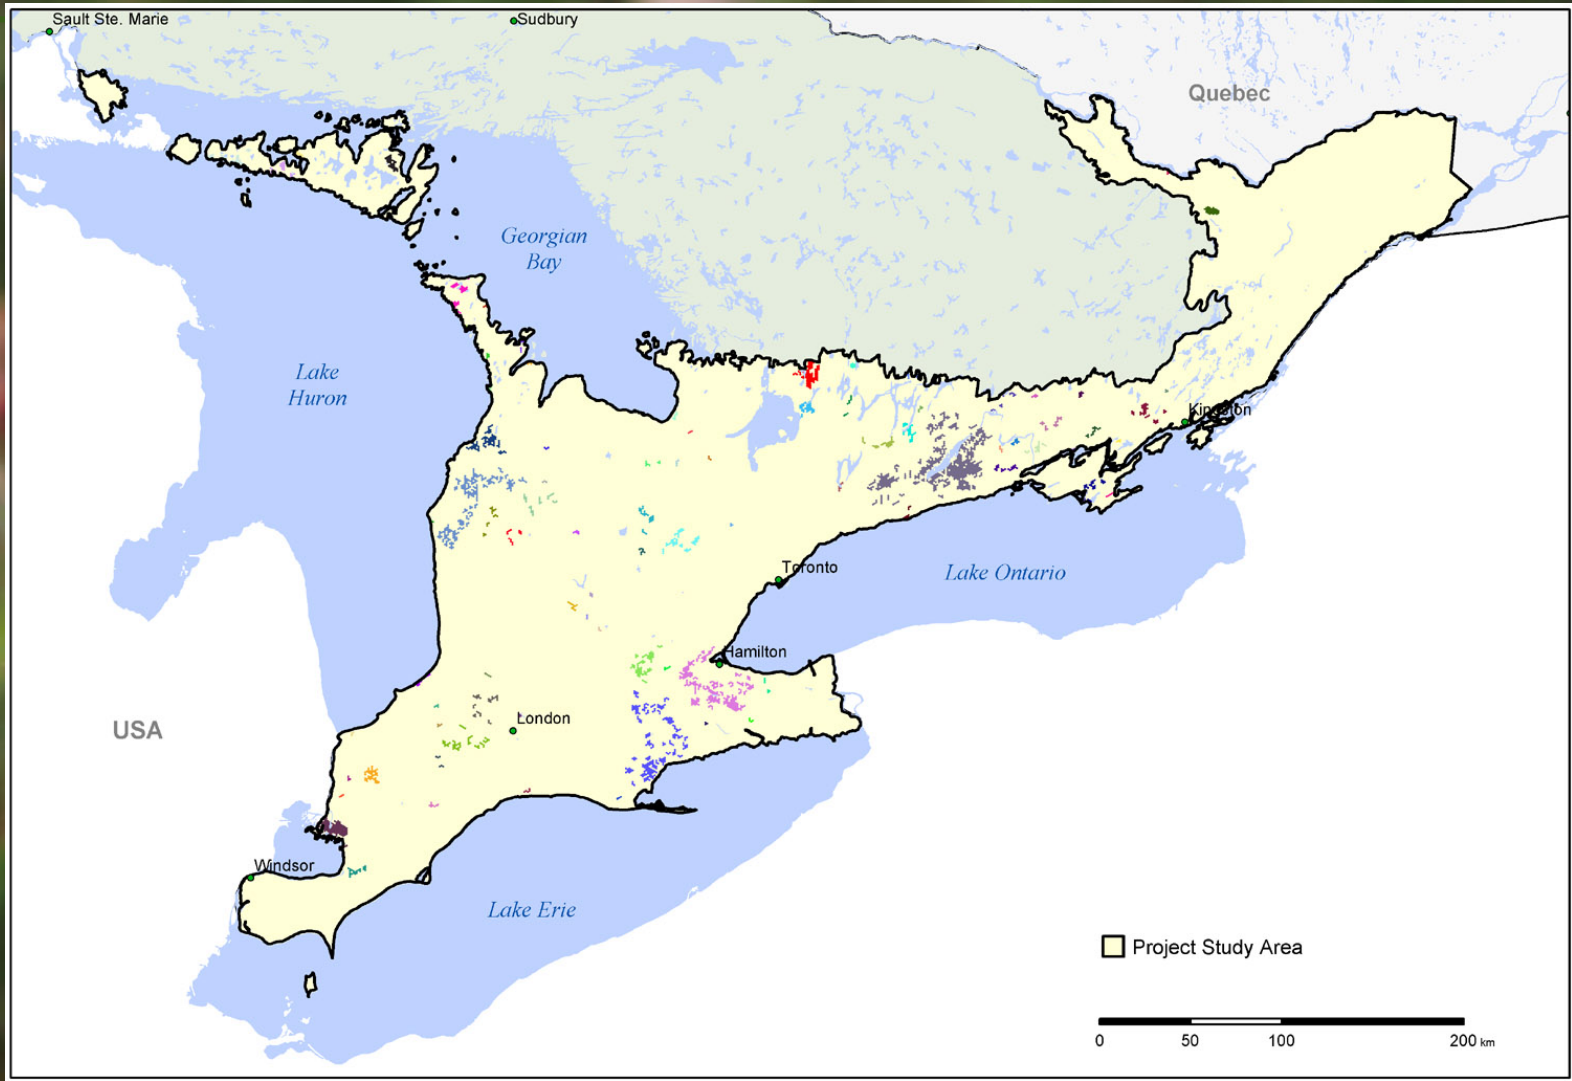 Sault Ste. Marie
Sudbury
Quebec
Georgian
Bay
Lake
Huron
Kingston
Toronto
Lake Ontario
Hamilton
USA
London
Windsor
Lake Erie
Project Study Area
0 50 100 200 km